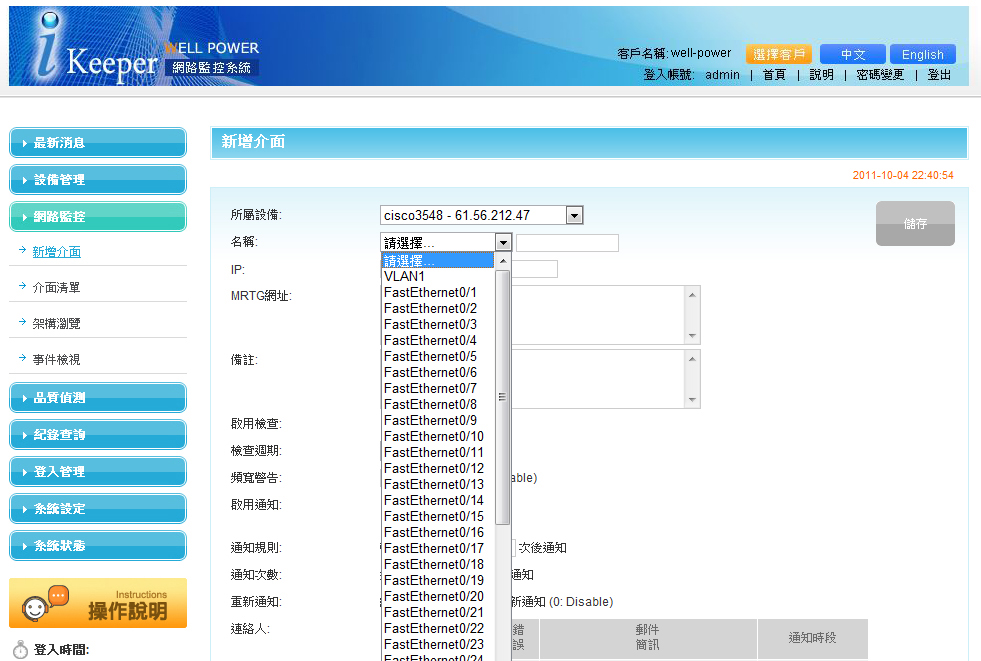 iKeeper
WELL POWER
網路監控系統
客戶名稱: well-power 選擇客戶 中文 English
登入帳號: admin | 首頁 | 說明 | 密碼變更 | 登出
最新消息
設備管理
網路監控
新增介面
介面清單
架構瀏覽
事件檢視
品質偵測
紀錄查詢
登入管理
系統設定
系統狀態
Instructions
操作說明
登入時間:
新增介面
2011-10-04 22:40:54
所屬設備: cisco3548 - 61.56.212.47
儲存
名稱: 請選擇...
請選擇...
VLAN1
FastEthernet0/1
FastEthernet0/2
FastEthernet0/3
FastEthernet0/4
FastEthernet0/5
FastEthernet0/6
FastEthernet0/7
FastEthernet0/8
FastEthernet0/9
FastEthernet0/10
FastEthernet0/11
FastEthernet0/12
FastEthernet0/13
FastEthernet0/14
FastEthernet0/15
FastEthernet0/16
FastEthernet0/17
FastEthernet0/18
FastEthernet0/19
FastEthernet0/20
FastEthernet0/21
FastEthernet0/22
FastEthernet0/23
FastEthernet0/24
IP:
MRTG網址:
備註:
啟用檢查:
檢查週期:
頻寬警告: able)
啟用通知:
通知規則: 次後通知
通知次數: 通知
重新通知: 新通知 (0: Disable)
連絡人:
錯誤
郵件
簡訊
通知時段